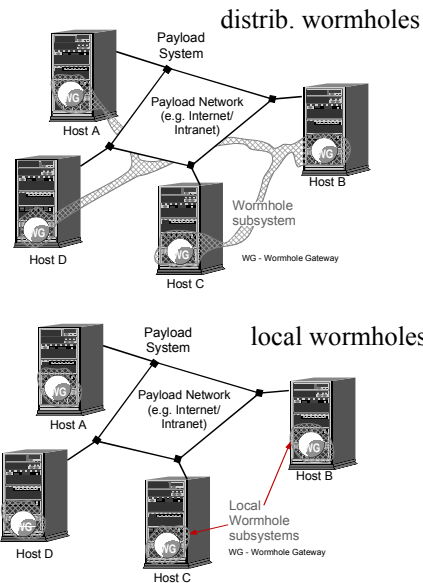 distrib. wormholes
Payload
System
WG
Host A
Payload Network
(e.g. Internet/
Intranet)
WG
Host B
Wormhole
subsystem
WG
Host D
WG
Host C
WG - Wormhole Gateway
local wormholes
Payload
System
WG
Host A
Payload Network
(e.g. Internet/
Intranet)
WG
Host B
WG
Host D
Local
Wormhole
subsystems
WG
WG - Wormhole Gateway
Host C